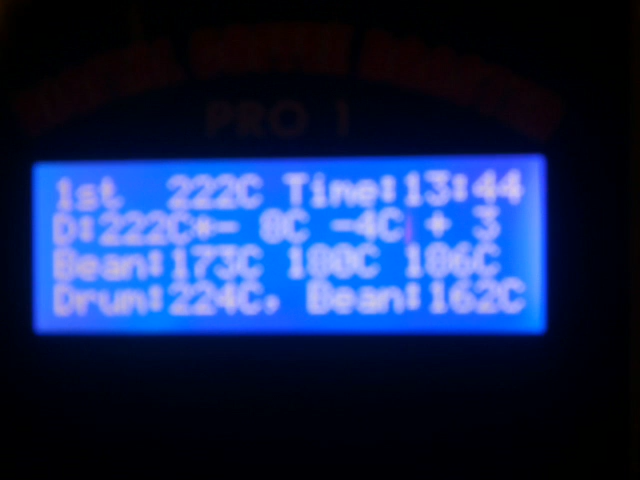 PRO 1
1st 222C Time:13:44
D:222C+- 0C -4C + 3
Bean:173C 180C 186C
Drum:224C, Bean:162C